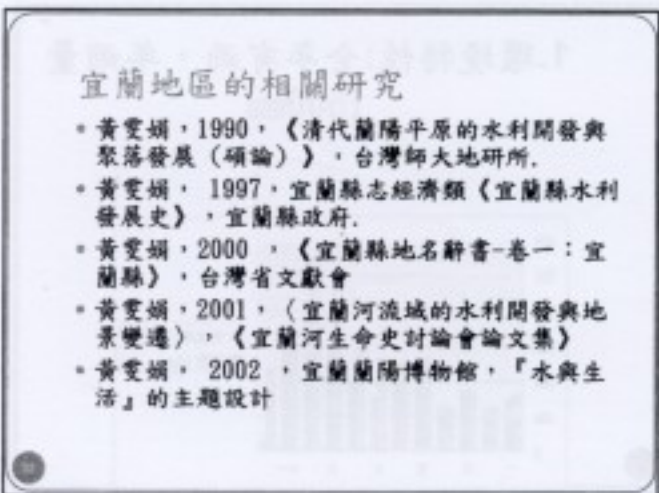 宜蘭地區的相關研究
黃雯娟,1990,《清代蘭陽平原的水利開發與
聚落發展(碩論)》,台灣師大地研所.
黃雯娟, 1997,宜蘭縣志經濟類《宜蘭縣水利
發展史》,宜蘭縣政府.
黃雯娟,2000 ,《宜蘭縣地名辭書-卷一:宜
蘭縣》,台灣省文獻會
黃雯娟,2001,〈宜蘭河流域的水利開發與地
景變遷〉,《宜蘭河生命史討論會論文集》
黃雯娟, 2002 ,宜蘭蘭陽博物館,『水與生
活』的主題設計